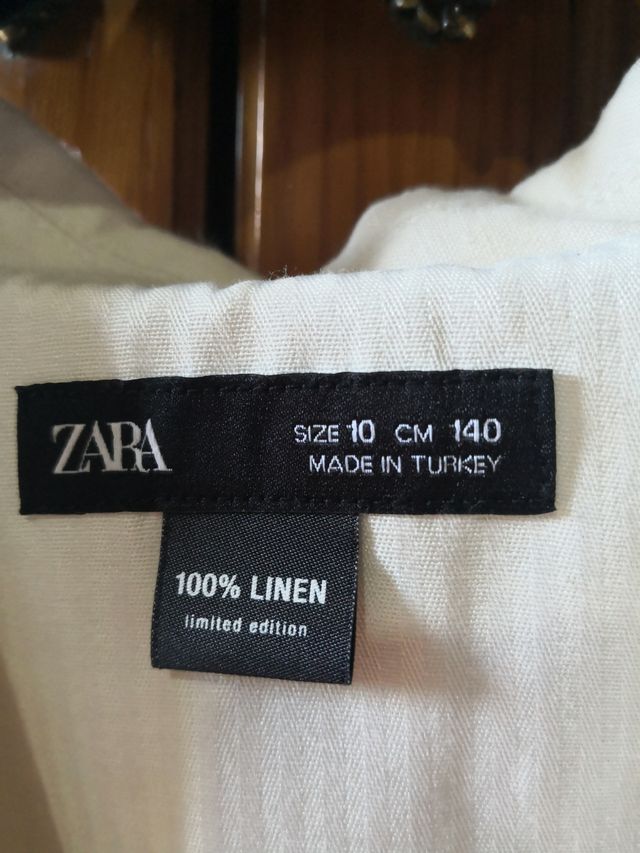 ZARA
SIZE 10 CM 140
MADE IN TURKEY
100% LINEN
limited edition